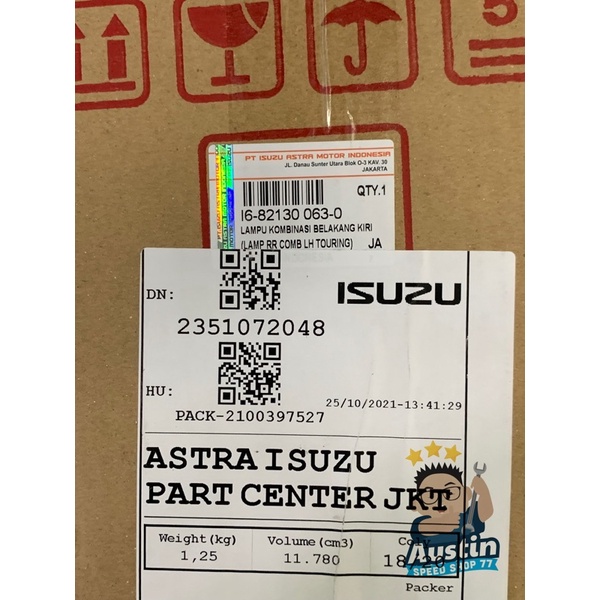 PT ISUZU ASTRA MOTOR INDONESIA
JL. Danau Sunter Utara Blok O-3 KAV. 30
JAKARTA
QTY.1
I6-82130 063-0
LAMPU KOMBINASI BELAKANG KIRI
(LAMP RR COMB LH TOURING) JA
DN:
ISUZU
2351072048
HU:
25/10/2021-13:41:29
PACK-2100397527
ASTRA ISUZU
PART CENTER JKT
Weight(kg) Volume(cm3)
1,25 11.780
Austin
SPEED SHOP 77
Packer